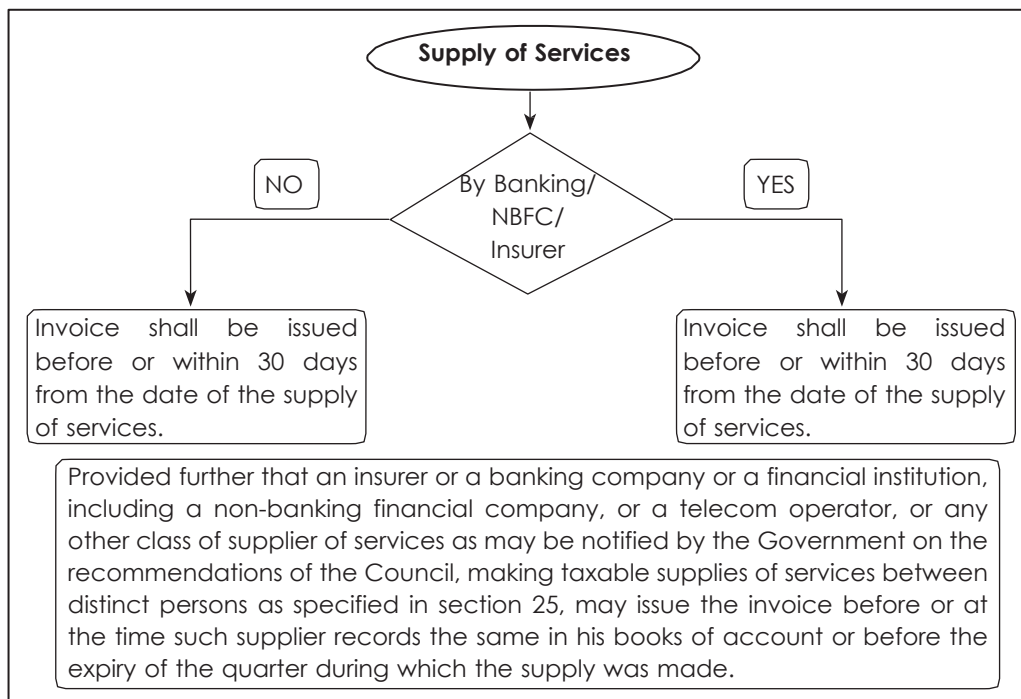 Supply of Services
NO
By Banking/
NBFC/
Insurer
YES
Invoice shall be issued
before or within 30 days
from the date of the supply
of services.
Invoice shall be issued
before or within 30 days
from the date of the supply
of services.
Provided further that an insurer or a banking company or a financial institution,
including a non-banking financial company, or a telecom operator, or any
other class of supplier of services as may be notified by the Government on the
recommendations of the Council, making taxable supplies of services between
distinct persons as specified in section 25, may issue the invoice before or at
the time such supplier records the same in his books of account or before the
expiry of the quarter during which the supply was made.